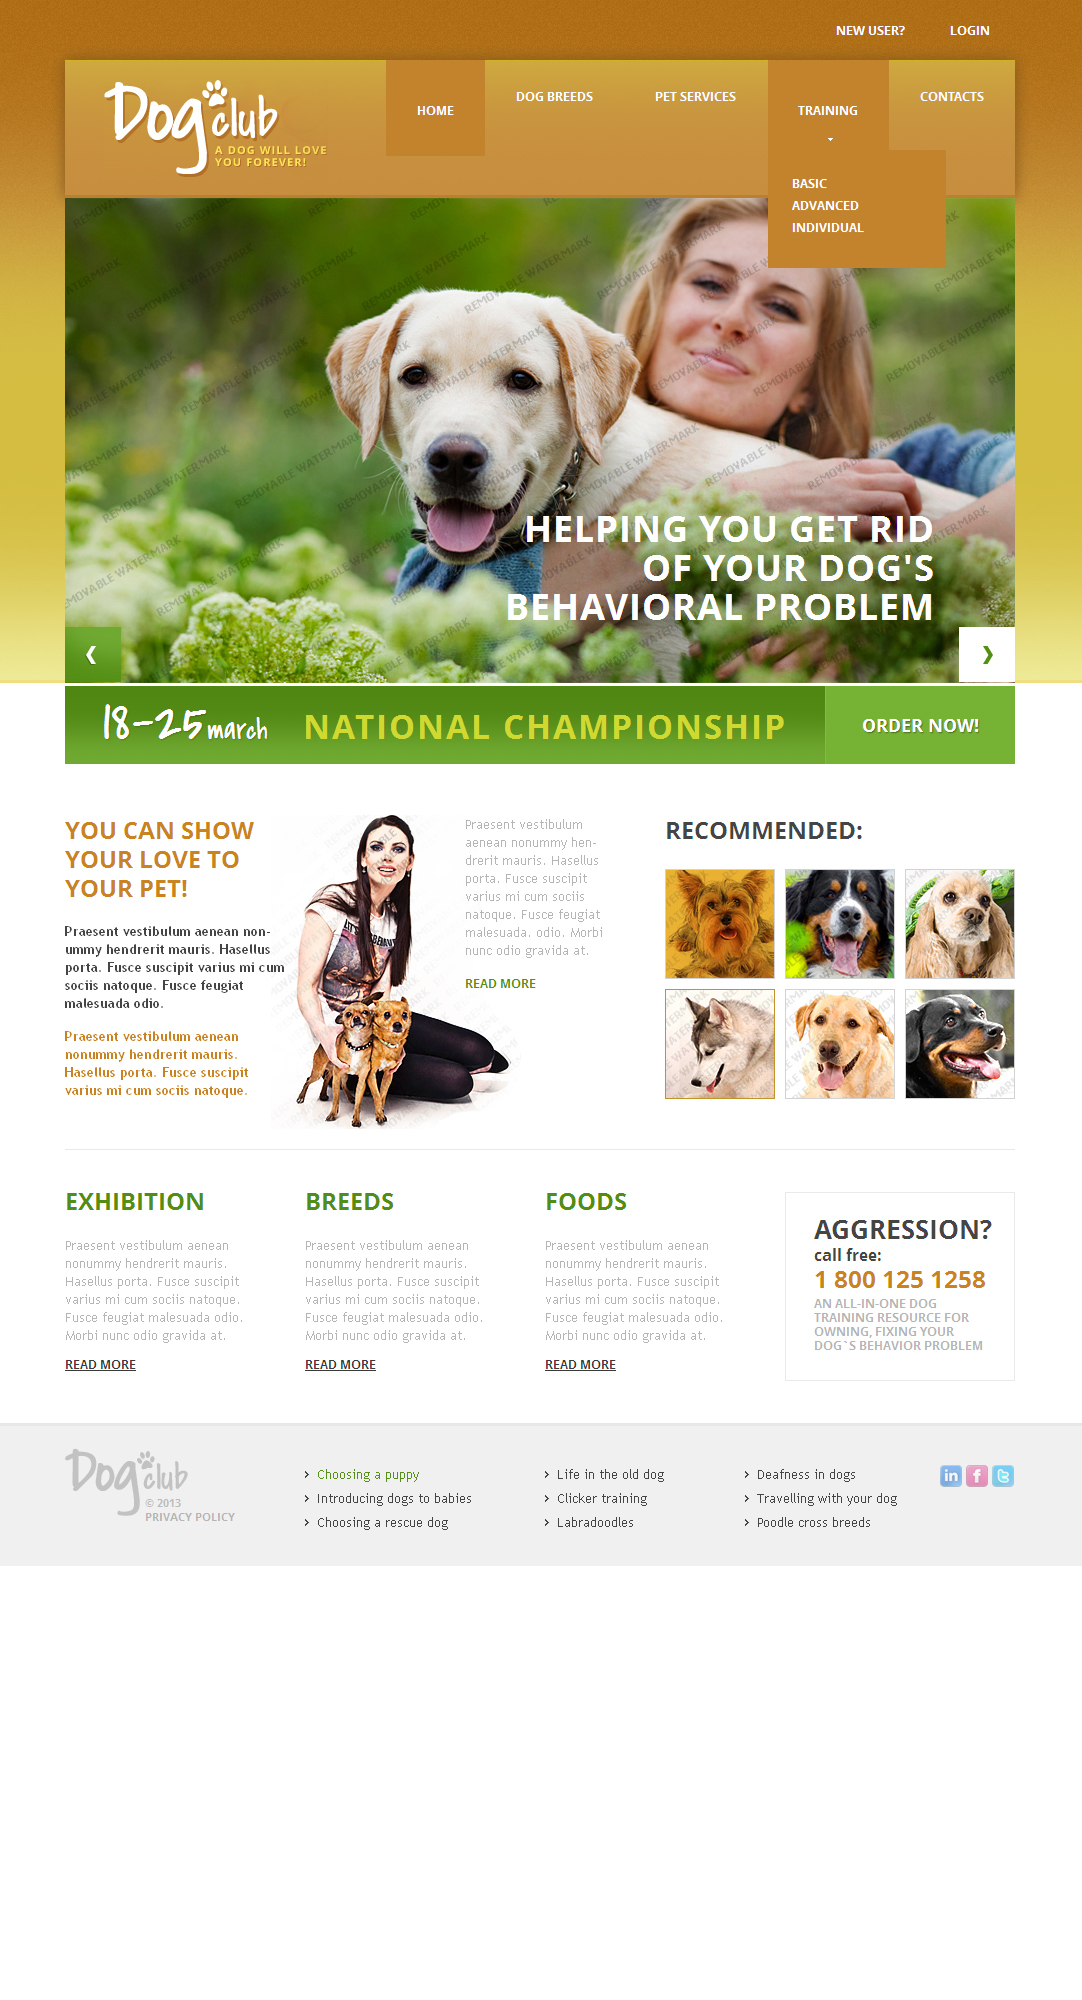 NEW USER? LOGIN
Dog club
A DOG WILL LOVE
YOU FOREVER!
HOME
DOG BREEDS
PET SERVICES
TRAINING
CONTACTS
BASIC
ADVANCED
INDIVIDUAL
REMOVABLE WATERMARK
HELPING YOU GET RID
OF YOUR DOG'S
BEHAVIORAL PROBLEM
18-25 march NATIONAL CHAMPIONSHIP ORDER NOW!
YOU CAN SHOW
YOUR LOVE TO
YOUR PET!
Praesent vestibulum aenean non-
ummy hendrerit mauris. Hasellus
porta. Fusce suscipit varius mi cum
sociis natoque. Fusce feugiat
malesuada odio.
Praesent vestibulum aenean
nonummy hendrerit mauris.
Hasellus porta. Fusce suscipit
varius mi cum sociis natoque.
Praesent vestibulum
aenean nonummy hen-
drerit mauris. Hasellus
porta. Fusce suscipit
varius mi cum sociis
natoque. Fusce feugiat
malesuada. odio. Morbi
nunc odio gravida at.
READ MORE
RECOMMENDED:
EXHIBITION
Praesent vestibulum aenean
nonummy hendrerit mauris.
Hasellus porta. Fusce suscipit
varius mi cum sociis natoque.
Fusce feugiat malesuada odio.
Morbi nunc odio gravida at.
READ MORE
BREEDS
Praesent vestibulum aenean
nonummy hendrerit mauris.
Hasellus porta. Fusce suscipit
varius mi cum sociis natoque.
Fusce feugiat malesuada odio.
Morbi nunc odio gravida at.
READ MORE
FOODS
Praesent vestibulum aenean
nonummy hendrerit mauris.
Hasellus porta. Fusce suscipit
varius mi cum sociis natoque.
Fusce feugiat malesuada odio.
Morbi nunc odio gravida at.
READ MORE
AGGRESSION?
call free:
1 800 125 1258
AN ALL-IN-ONE DOG
TRAINING RESOURCE FOR
OWNING, FIXING YOUR
DOG`S BEHAVIOR PROBLEM
Dog club
© 2013
PRIVACY POLICY
Choosing a puppy
Introducing dogs to babies
Choosing a rescue dog
Life in the old dog
Clicker training
Labradoodles
Deafness in dogs
Travelling with your dog
Poodle cross breeds
in f t